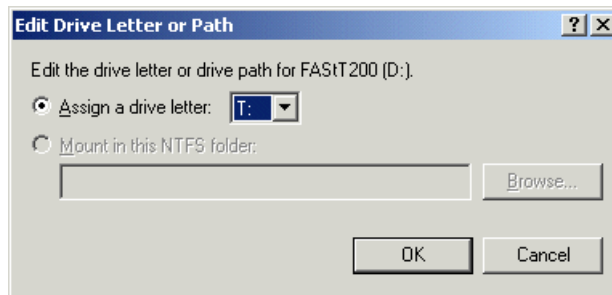 Edit Drive Letter or Path
Edit the drive letter or drive path for FAStT200 (D:).
Assign a drive letter: T:
Mount in this NTFS folder:
Browse...
OK Cancel